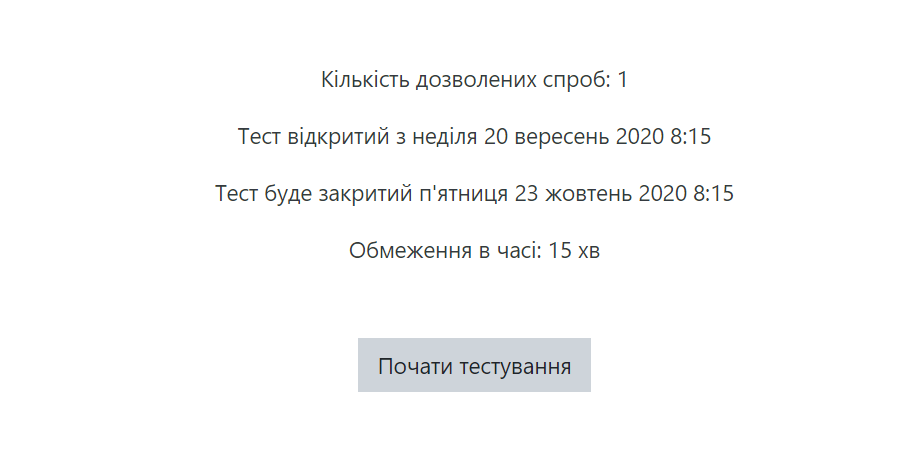 Кількість дозволених спроб: 1
Тест відкритий з неділя 20 вересень 2020 8:15
Тест буде закритий п'ятниця 23 жовтень 2020 8:15
Обмеження в часі: 15 хв
Почати тестування